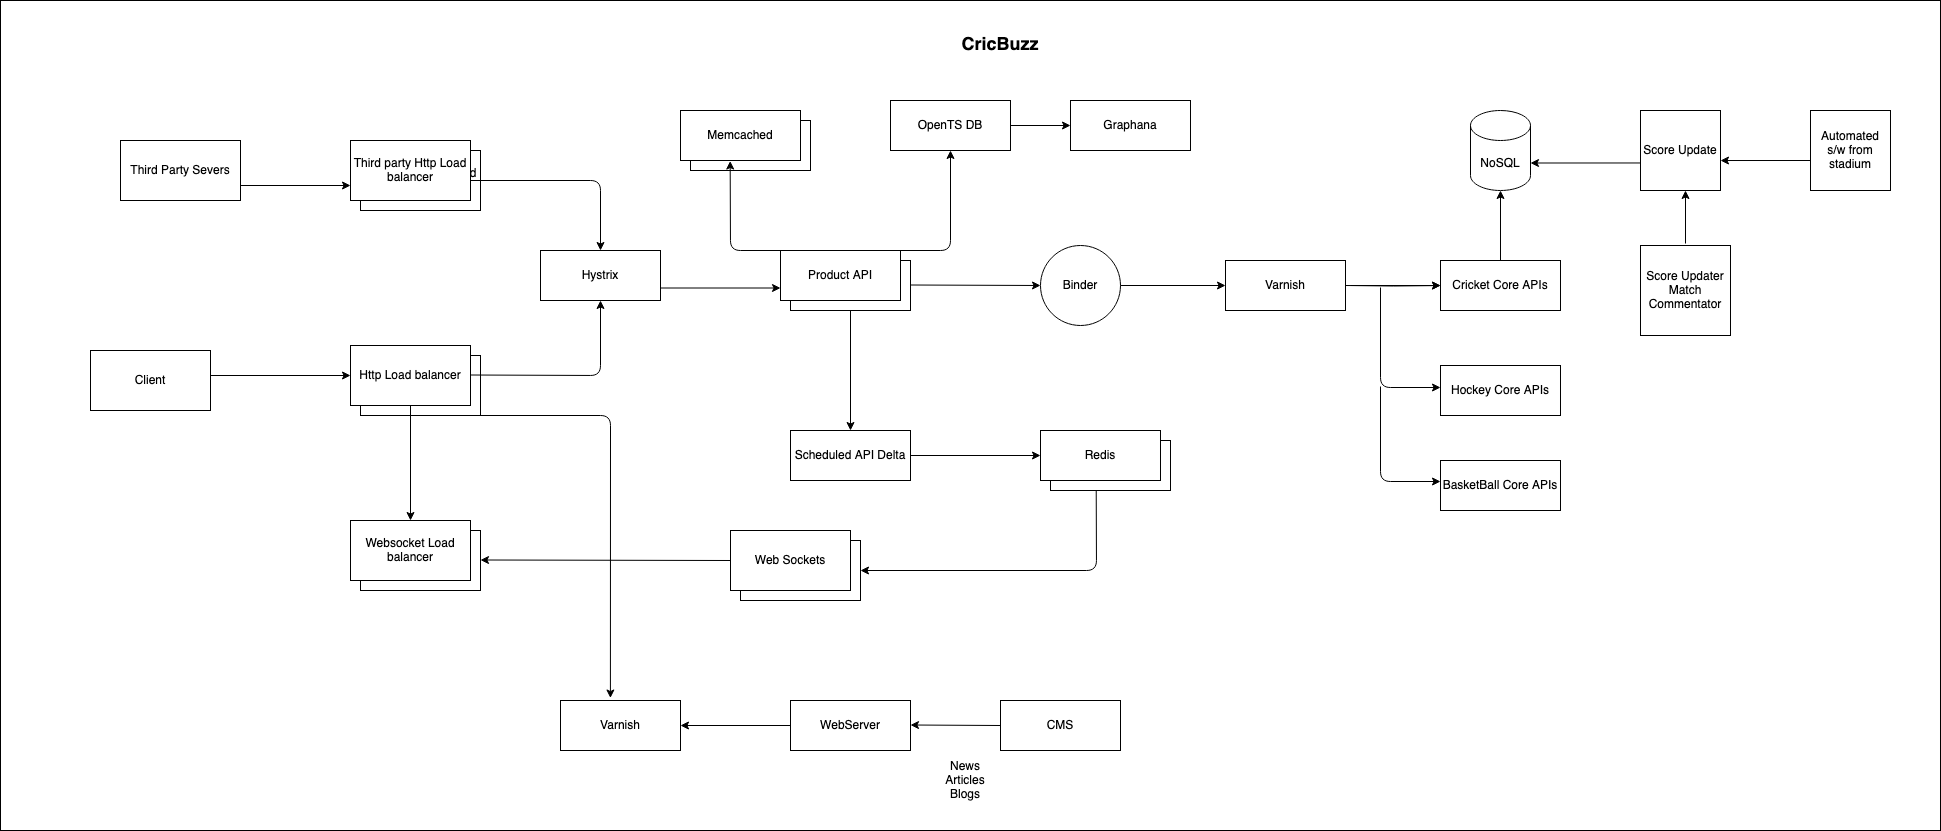 CricBuzz
Third Party Severs
Third party Http Load
balancer
d
Memcached
OpenTS DB
Graphana
NoSQL
Score Update
Automated
s/w from
stadium
Hystrix
Product API
Binder
Varnish
Cricket Core APIs
Score Updater
Match
Commentator
Client
Http Load balancer
Hockey Core APIs
Scheduled API Delta
Redis
BasketBall Core APIs
Websocket Load
balancer
Web Sockets
Varnish
WebServer
CMS
News
Articles
Blogs